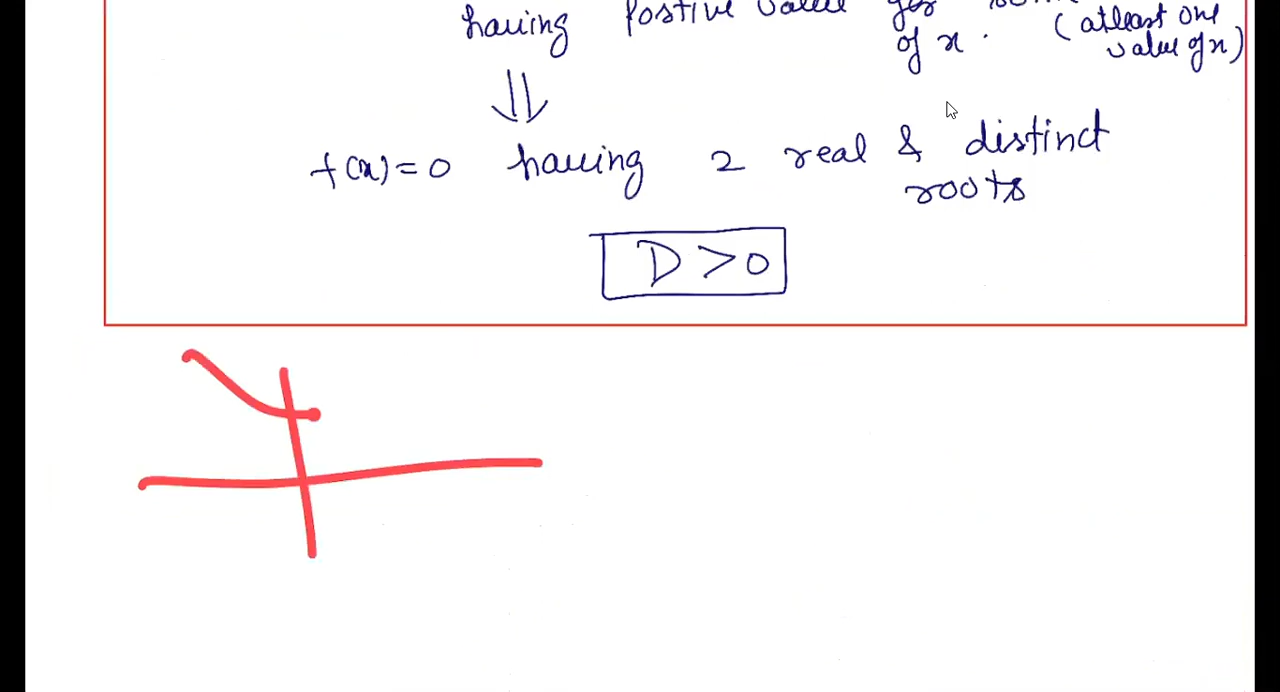 having Postive value for
of x . (atleast one
value of x)
⇓
f(x)=0 having 2 real & distinct
roots
D>0